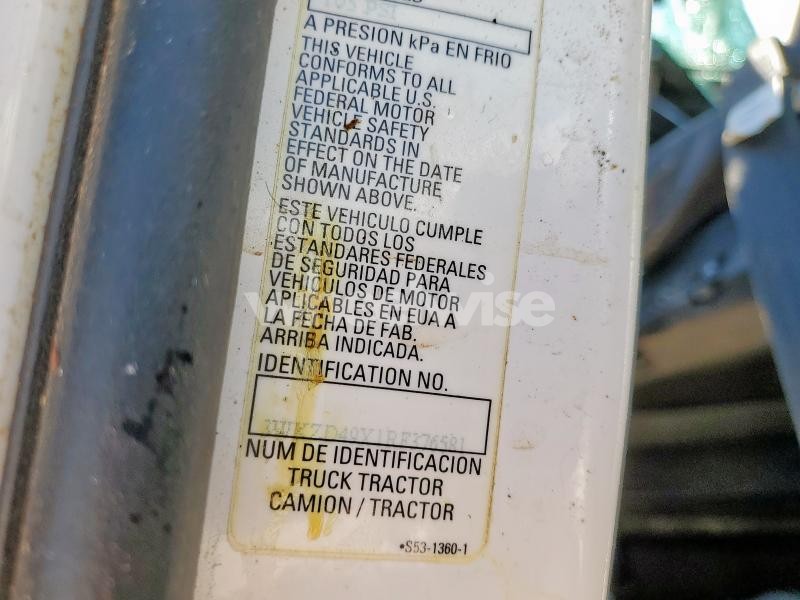 105 PSI
A PRESION kPa EN FRIO
THIS VEHICLE
CONFORMS TO ALL
APPLICABLE U.S.
FEDERAL MOTOR
VEHICLE SAFETY
STANDARDS IN
EFFECT ON THE DATE
OF MANUFACTURE
SHOWN ABOVE.
ESTE VEHICULO CUMPLE
CON TODOS LOS
ESTANDARES FEDERALES
DE SEGURIDAD PARA
VEHICULOS DE MOTOR
APLICABLES EN EUA A
LA FECHA DE FAB.
ARRIBA INDICADA.
IDENTIFICATION NO.
NUM DE IDENTIFICACION
TRUCK TRACTOR
CAMION / TRACTOR
•S53-1360-1